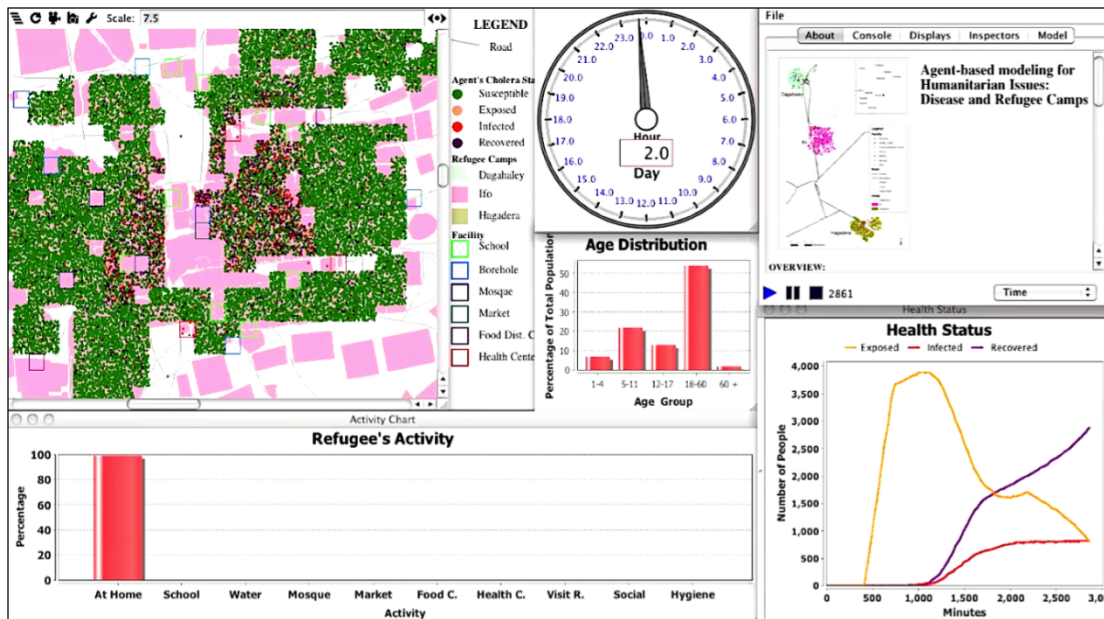 Scale: 7.5
LEGEND
Road
Agent's Cholera Sta
Susceptible
Exposed
Infected
Recovered
Refugee Camps
Dagahaley
Ifo
Hagadera
Facility
School
Borehole
Mosque
Market
Food Dist. C
Health Cente
0.0
1.0
2.0
3.0
4.0
5.0
6.0
7.0
8.0
9.0
10.0
11.0
12.0
13.0
14.0
15.0
16.0
17.0
18.0
19.0
20.0
21.0
22.0
23.0
Hour
2.0
Day
Age Distribution
Percentage of Total Population
50
40
30
20
10
0
1-4 5-11 12-17 18-60 60 +
Age Group
File
About Console Displays Inspectors Model
Agent-based modeling for
Humanitarian Issues:
Disease and Refugee Camps
Dagahaley
Hagadera
OVERVIEW:
2861
Time
Activity Chart
Refugee's Activity
Percentage
100
80
60
40
20
0
At Home School Water Mosque Market Food C. Health C. Visit R. Social Hygiene
Activity
Health Status
Health Status
Exposed Infected Recovered
Number of People
4,000
3,500
3,000
2,500
2,000
1,500
1,000
500
0
0 500 1,000 1,500 2,000 2,500 3,00
Minutes